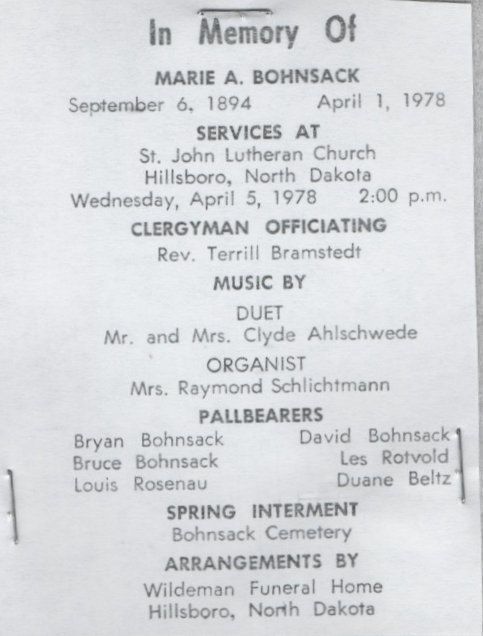 In Memory Of
MARIE A. BOHNSACK
September 6, 1894 April 1, 1978
SERVICES AT
St. John Lutheran Church
Hillsboro, North Dakota
Wednesday, April 5, 1978 2:00 p.m.
CLERGYMAN OFFICIATING
Rev. Terrill Bramstedt
MUSIC BY
DUET
Mr. and Mrs. Clyde Ahlschwede
ORGANIST
Mrs. Raymond Schlichtmann
PALLBEARERS
Bryan Bohnsack David Bohnsack
Bruce Bohnsack Les Rotvold
Louis Rosenau Duane Beltz
SPRING INTERMENT
Bohnsack Cemetery
ARRANGEMENTS BY
Wildeman Funeral Home
Hillsboro, North Dakota